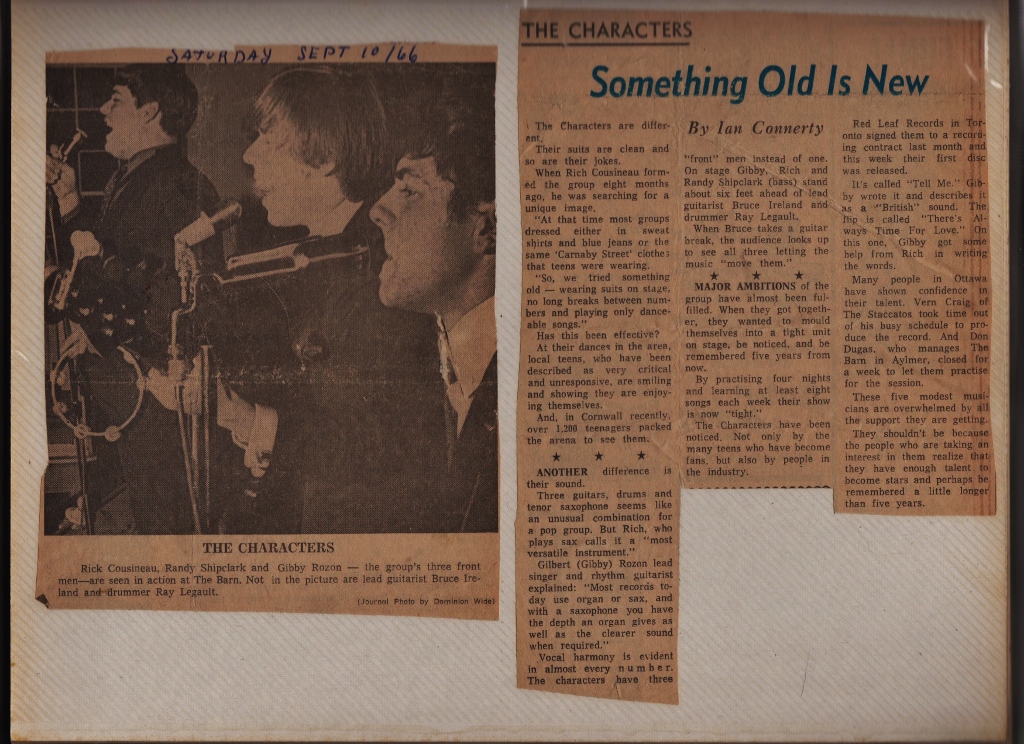 SATURDAY SEPT 10/66
THE CHARACTERS
Rick Cousineau, Randy Shipclark and Gibby Rozon — the group's three front
men—are seen in action at The Barn. Not in the picture are lead guitarist Bruce Ire-
land and drummer Ray Legault.
(Journal Photo by Dominion Wide)
THE CHARACTERS
Something Old Is New
The Characters are differ-
ent.
Their suits are clean and
so are their jokes.
When Rich Cousineau form-
ed the group eight months
ago, he was searching for a
unique image.
"At that time most groups
dressed either in sweat
shirts and blue jeans or the
same 'Carnaby Street' clothes
that teens were wearing.
"So, we tried something
old — wearing suits on stage,
no long breaks between num-
bers and playing only dance-
able songs."
Has this been effective?
At their dances in the area,
local teens, who have been
described as very critical
and unresponsive, are smiling
and showing they are enjoy-
ing themselves.
And, in Cornwall recently,
over 1,200 teenagers packed
the arena to see them.
★ ★ ★
ANOTHER difference is
their sound.
Three guitars, drums and
tenor saxophone seems like
an unusual combination for
a pop group. But Rich, who
plays sax calls it a "most
versatile instrument."
Gilbert (Gibby) Rozon lead
singer and rhythm guitarist
explained: "Most records to-
day use organ or sax, and
with a saxophone you have
the depth an organ gives as
well as the clearer sound
when required."
Vocal harmony is evident
in almost every number.
The characters have three
By Ian Connerty
"front" men instead of one.
On stage Gibby, Rich and
Randy Shipclark (bass) stand
about six feet ahead of lead
guitarist Bruce Ireland and
drummer Ray Legault.
When Bruce takes a guitar
break, the audience looks up
to see all three letting the
music "move them."
★ ★ ★
MAJOR AMBITIONS of the
group have almost been ful-
filled. When they got togeth-
er, they wanted to mould
themselves into a tight unit
on stage, be noticed, and be
remembered five years from
now.
By practising four nights
and learning at least eight
songs each week their show
is now "tight."
The Characters have been
noticed. Not only by the
many teens who have become
fans, but also by people in
the industry.
Red Leaf Records in Tor-
onto signed them to a record-
ing contract last month and
this week their first disc
was released.
It's called "Tell Me." Gib-
by wrote it and describes it
as a "British" sound. The
flip is called "There's Al-
ways Time For Love." On
this one, Gibby got some
help from Rich in writing
the words.
Many people in Ottawa
have shown confidence in
their talent. Vern Craig of
The Staccatos took time out
of his busy schedule to pro-
duce the record. And Don
Dugas, who manages The
Barn in Aylmer, closed for
a week to let them practise
for the session.
These five modest musi-
cians are overwhelmed by all
the support they are getting.
They shouldn't be because
the people who are taking an
interest in them realize that
they have enough talent to
become stars and perhaps be
remembered a little longer
than five years.